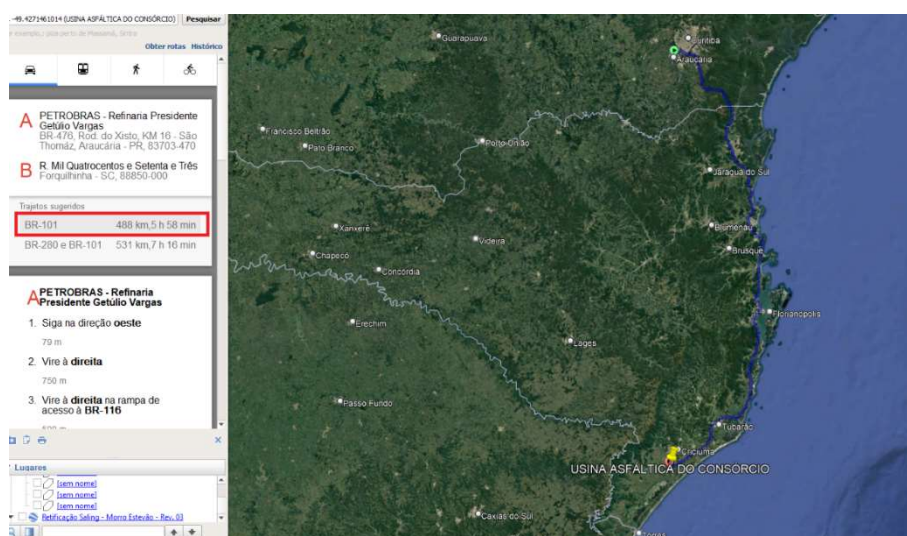 -49.4271461014 (USINA ASFÁLTICA DO CONSÓRCIO)
Pesquisar
Obter rotas Histórico
A PETROBRAS - Refinaria Presidente
Getúlio Vargas
BR-476, Rod. do Xisto, KM 16 - São
Thomáz, Araucária - PR, 83703-470
B R. Mil Quatrocentos e Setenta e Três
Forquilhinha - SC, 88850-000
Trajetos sugeridos
BR-101 488 km,5 h 58 min
BR-280 e BR-101 531 km,7 h 16 min
A PETROBRAS - Refinaria
Presidente Getúlio Vargas
1. Siga na direção oeste
79 m
2. Vire à direita
750 m
3. Vire à direita na rampa de
acesso à BR-116
Lugares
[sem nome]
[sem nome]
[sem nome]
Retificação Saling - Morro Estevão - Rev. 03
Guarapuava
Curitiba
Araucária
Francisco Beltrão
Pato Branco
Porto União
Jaraguá do Sul
Xanxerê
Videira
Blumenau
Brusque
Chapecó
Concórdia
Erechim
Florianópolis
Lages
Passo Fundo
Tubarão
Criciúma
USINA ASFÁLTICA DO CONSÓRCIO
Caxias do Sul
Torres